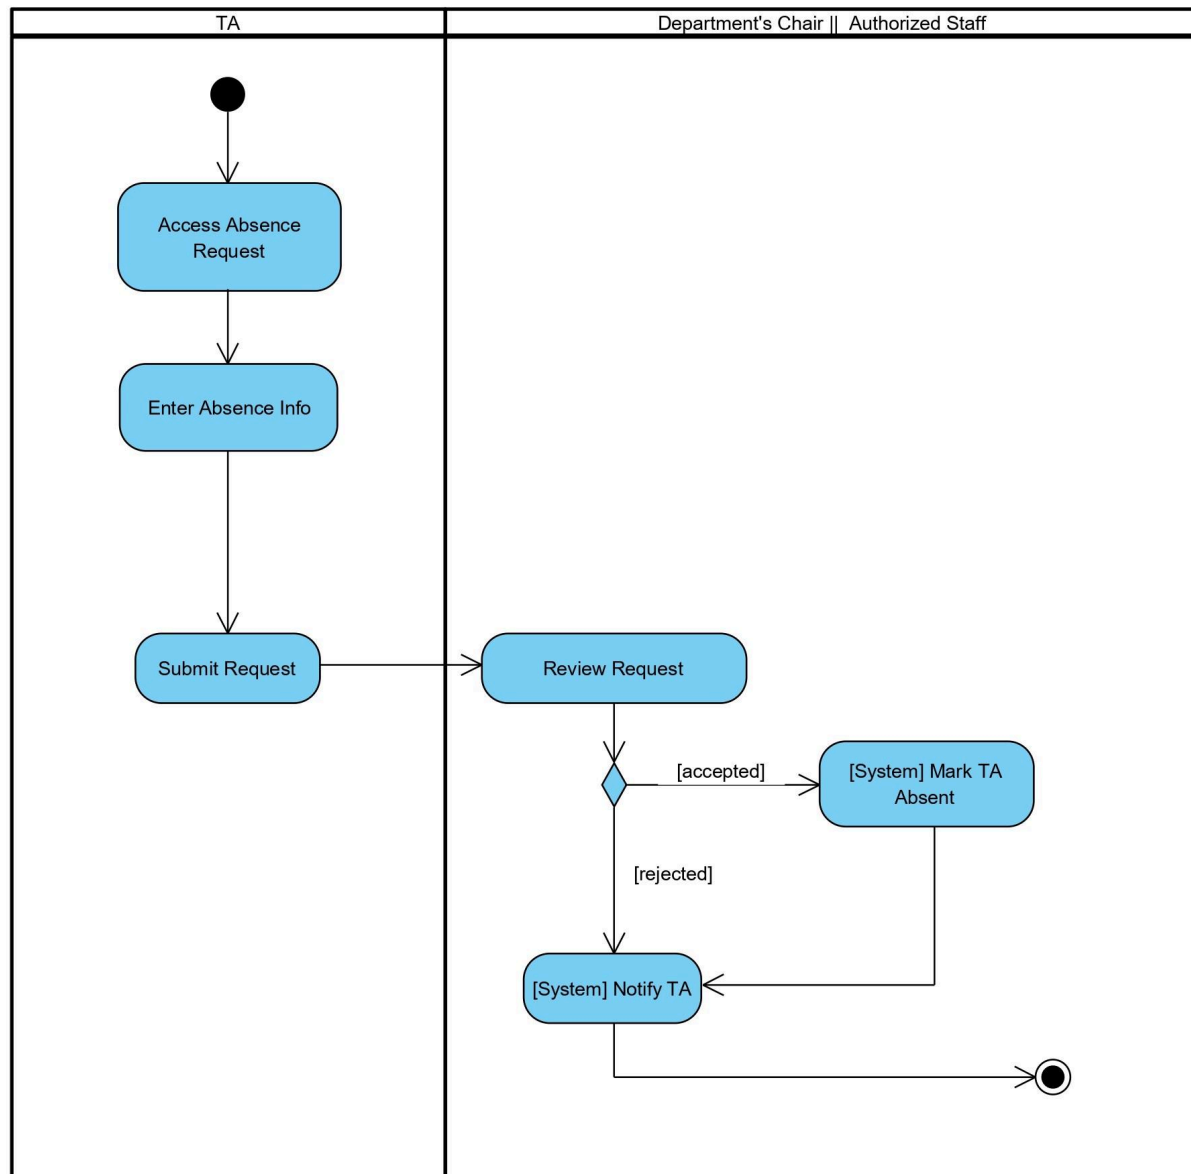 TA
Department's Chair || Authorized Staff
Access Absence
Request
Enter Absence Info
Submit Request
Review Request
[accepted]
[System] Mark TA
Absent
[rejected]
[System] Notify TA